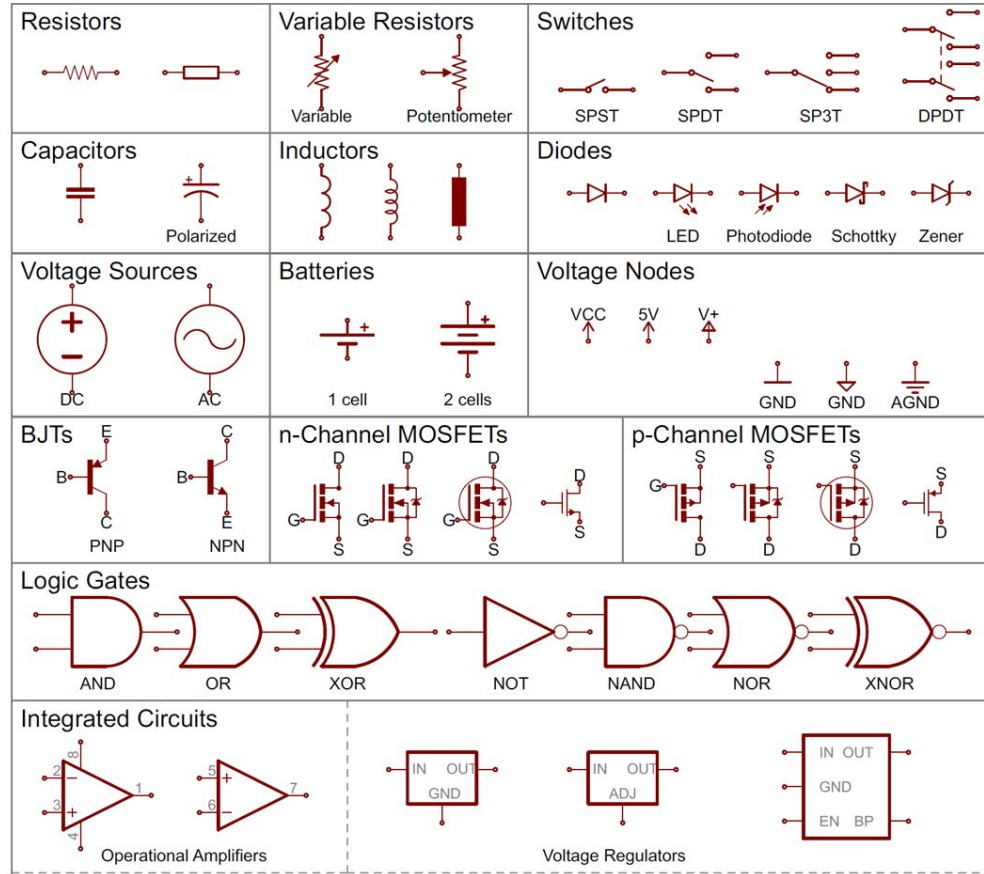 Resistors
Variable Resistors
Variable
Potentiometer
Switches
SPST
SPDT
SP3T
DPDT
Capacitors
+
Polarized
Inductors
Diodes
LED
Photodiode
Schottky
Zener
Voltage Sources
+
−
DC
AC
Batteries
+
1 cell
+
2 cells
Voltage Nodes
VCC
5V
V+
GND
GND
AGND
BJTs
E
B
C
PNP
C
B
E
NPN
n-Channel MOSFETs
D
G
S
D
G
S
D
G
S
D
S
p-Channel MOSFETs
S
G
D
S
D
S
D
S
D
Logic Gates
AND
OR
XOR
NOT
NAND
NOR
XNOR
Integrated Circuits
8
2 −
1
3 +
4
5 +
7
6 −
Operational Amplifiers
IN OUT
GND
IN OUT
ADJ
IN OUT
GND
EN BP
Voltage Regulators